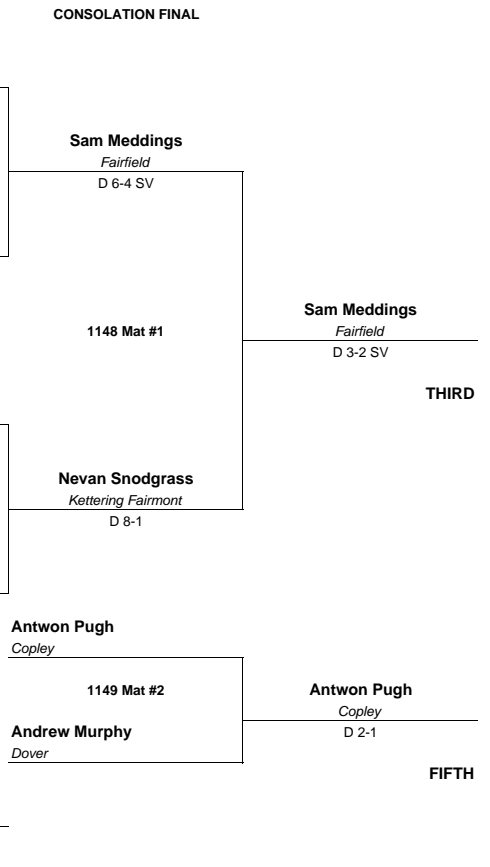 CONSOLATION FINAL
Sam Meddings
Fairfield
D 6-4 SV
1148 Mat #1
Sam Meddings
Fairfield
D 3-2 SV
THIRD
Nevan Snodgrass
Kettering Fairmont
D 8-1
Antwon Pugh
Copley
1149 Mat #2
Andrew Murphy
Dover
Antwon Pugh
Copley
D 2-1
FIFTH